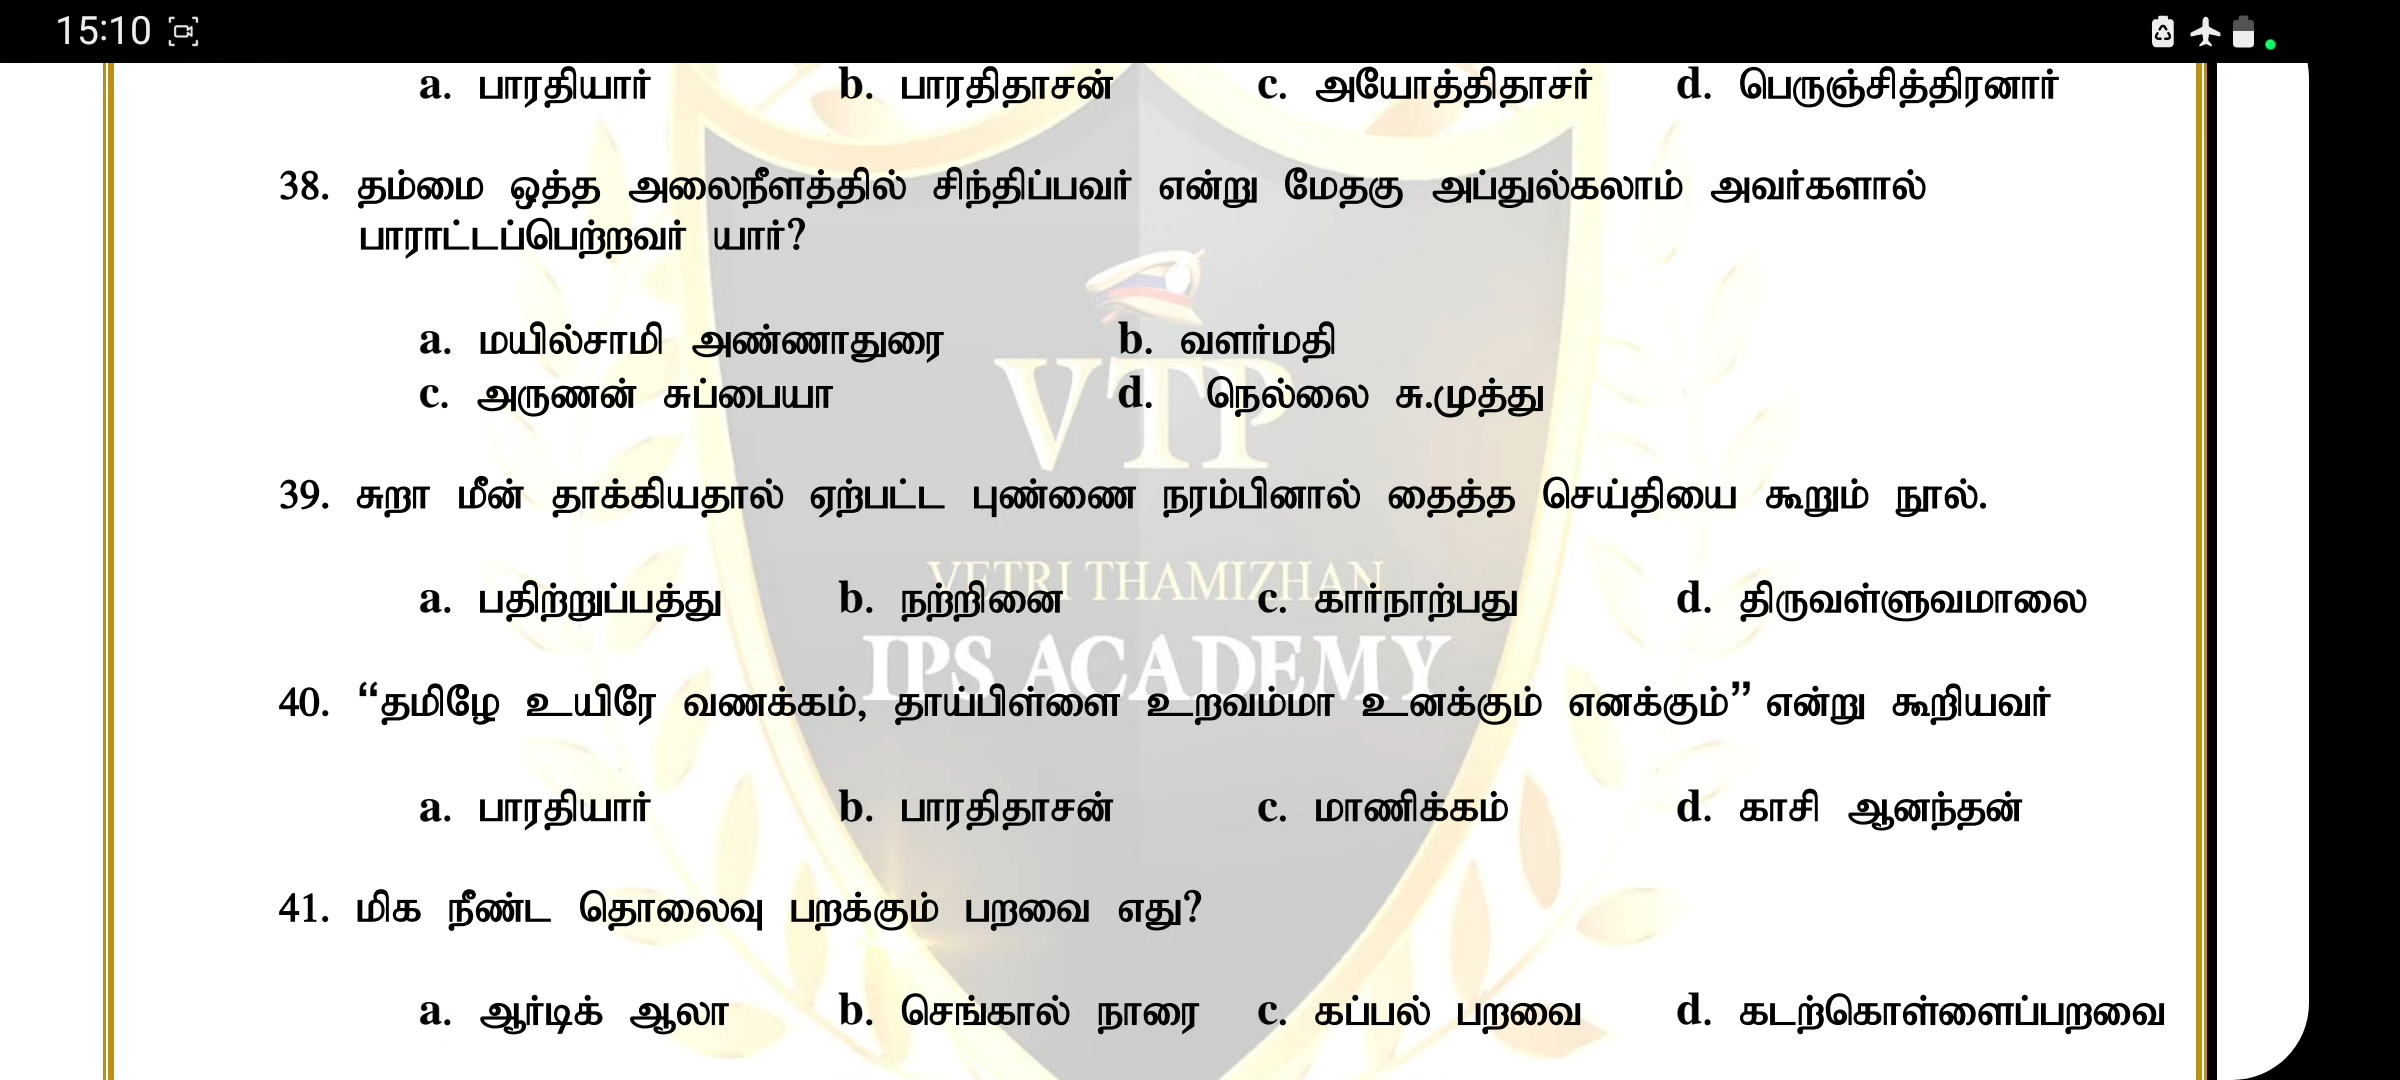 15:10
a. பாரதியார் b. பாரதிதாசன் c. அயோத்திதாசர் d. பெருஞ்சித்திரனார்
38. தம்மை ஒத்த அலைநீளத்தில் சிந்திப்பவர் என்று மேதகு அப்துல்கலாம் அவர்களால்
பாராட்டப்பெற்றவர் யார்?
a. மயில்சாமி அண்ணாதுரை b. வளர்மதி
c. அருணன் சுப்பையா d. நெல்லை சு.முத்து
VTP
39. சுறா மீன் தாக்கியதால் ஏற்பட்ட புண்ணை நரம்பினால் தைத்த செய்தியை கூறும் நூல்.
VETRI THAMIZHAN
a. பதிற்றுப்பத்து b. நற்றினை c. கார்நாற்பது d. திருவள்ளுவமாலை
IPS ACADEMY
40. “தமிழே உயிரே வணக்கம், தாய்பிள்ளை உறவம்மா உனக்கும் எனக்கும்” என்று கூறியவர்
a. பாரதியார் b. பாரதிதாசன் c. மாணிக்கம் d. காசி ஆனந்தன்
41. மிக நீண்ட தொலைவு பறக்கும் பறவை எது?
a. ஆர்டிக் ஆலா b. செங்கால் நாரை c. கப்பல் பறவை d. கடற்கொள்ளைப்பறவை